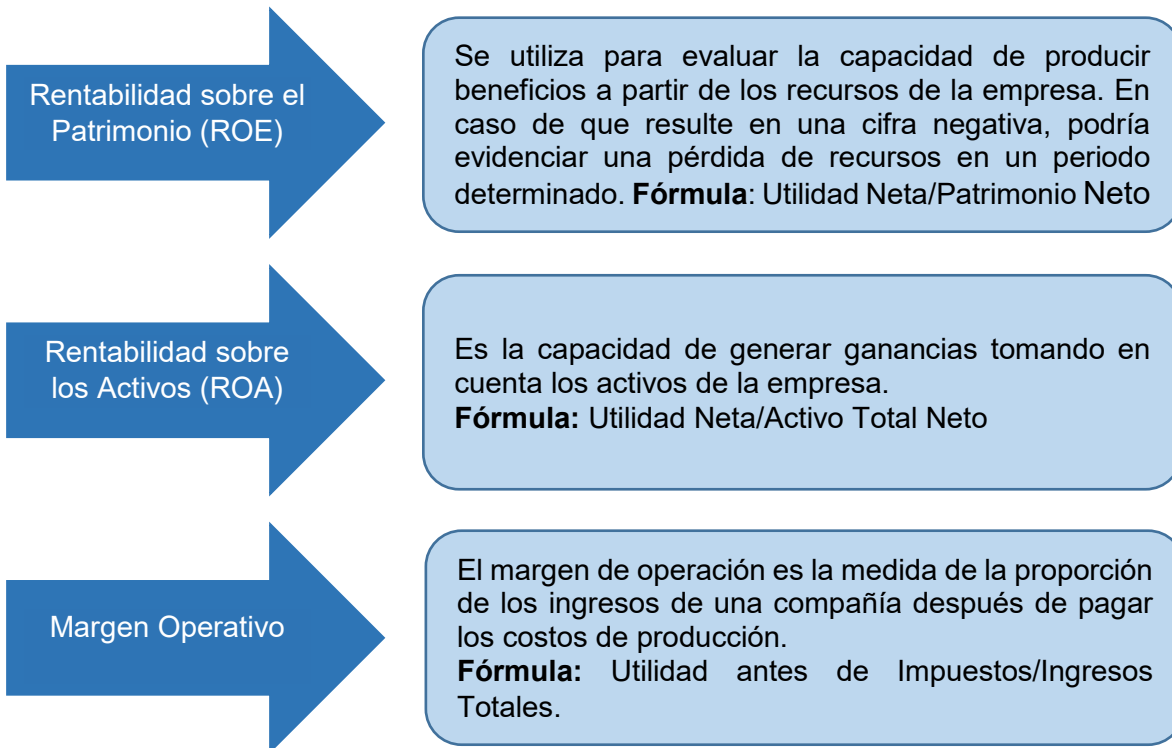 Rentabilidad sobre el
Patrimonio (ROE)
Se utiliza para evaluar la capacidad de producir
beneficios a partir de los recursos de la empresa. En
caso de que resulte en una cifra negativa, podría
evidenciar una pérdida de recursos en un periodo
determinado. Fórmula: Utilidad Neta/Patrimonio Neto
Rentabilidad sobre
los Activos (ROA)
Es la capacidad de generar ganancias tomando en
cuenta los activos de la empresa.
Fórmula: Utilidad Neta/Activo Total Neto
Margen Operativo
El margen de operación es la medida de la proporción
de los ingresos de una compañía después de pagar
los costos de producción.
Fórmula: Utilidad antes de Impuestos/Ingresos
Totales.